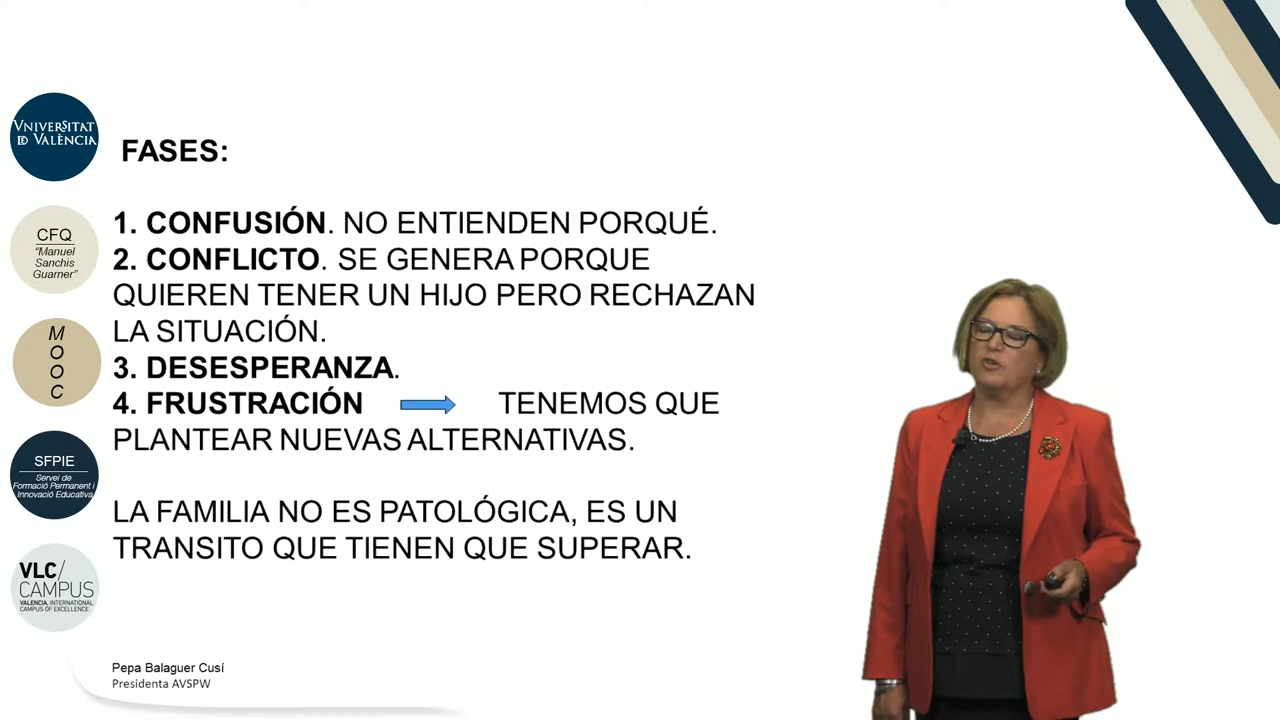 VNIVERSITAT
ID VALÈNCIA
CFQ
"Manuel
Sanchis
Guarner"
M
O
O
C
SFPIE
Servei de
Formació Permanent i
Innovació Educativa
VLC/
CAMPUS
VALENCIA, INTERNATIONAL
CAMPUS OF EXCELLENCE
FASES:
1. CONFUSIÓN. NO ENTIENDEN PORQUÉ.
2. CONFLICTO. SE GENERA PORQUE
QUIEREN TENER UN HIJO PERO RECHAZAN
LA SITUACIÓN.
3. DESESPERANZA.
4. FRUSTRACIÓN TENEMOS QUE
PLANTEAR NUEVAS ALTERNATIVAS.
LA FAMILIA NO ES PATOLÓGICA, ES UN
TRANSITO QUE TIENEN QUE SUPERAR.
Pepa Balaguer Cusí
Presidenta AVSPW